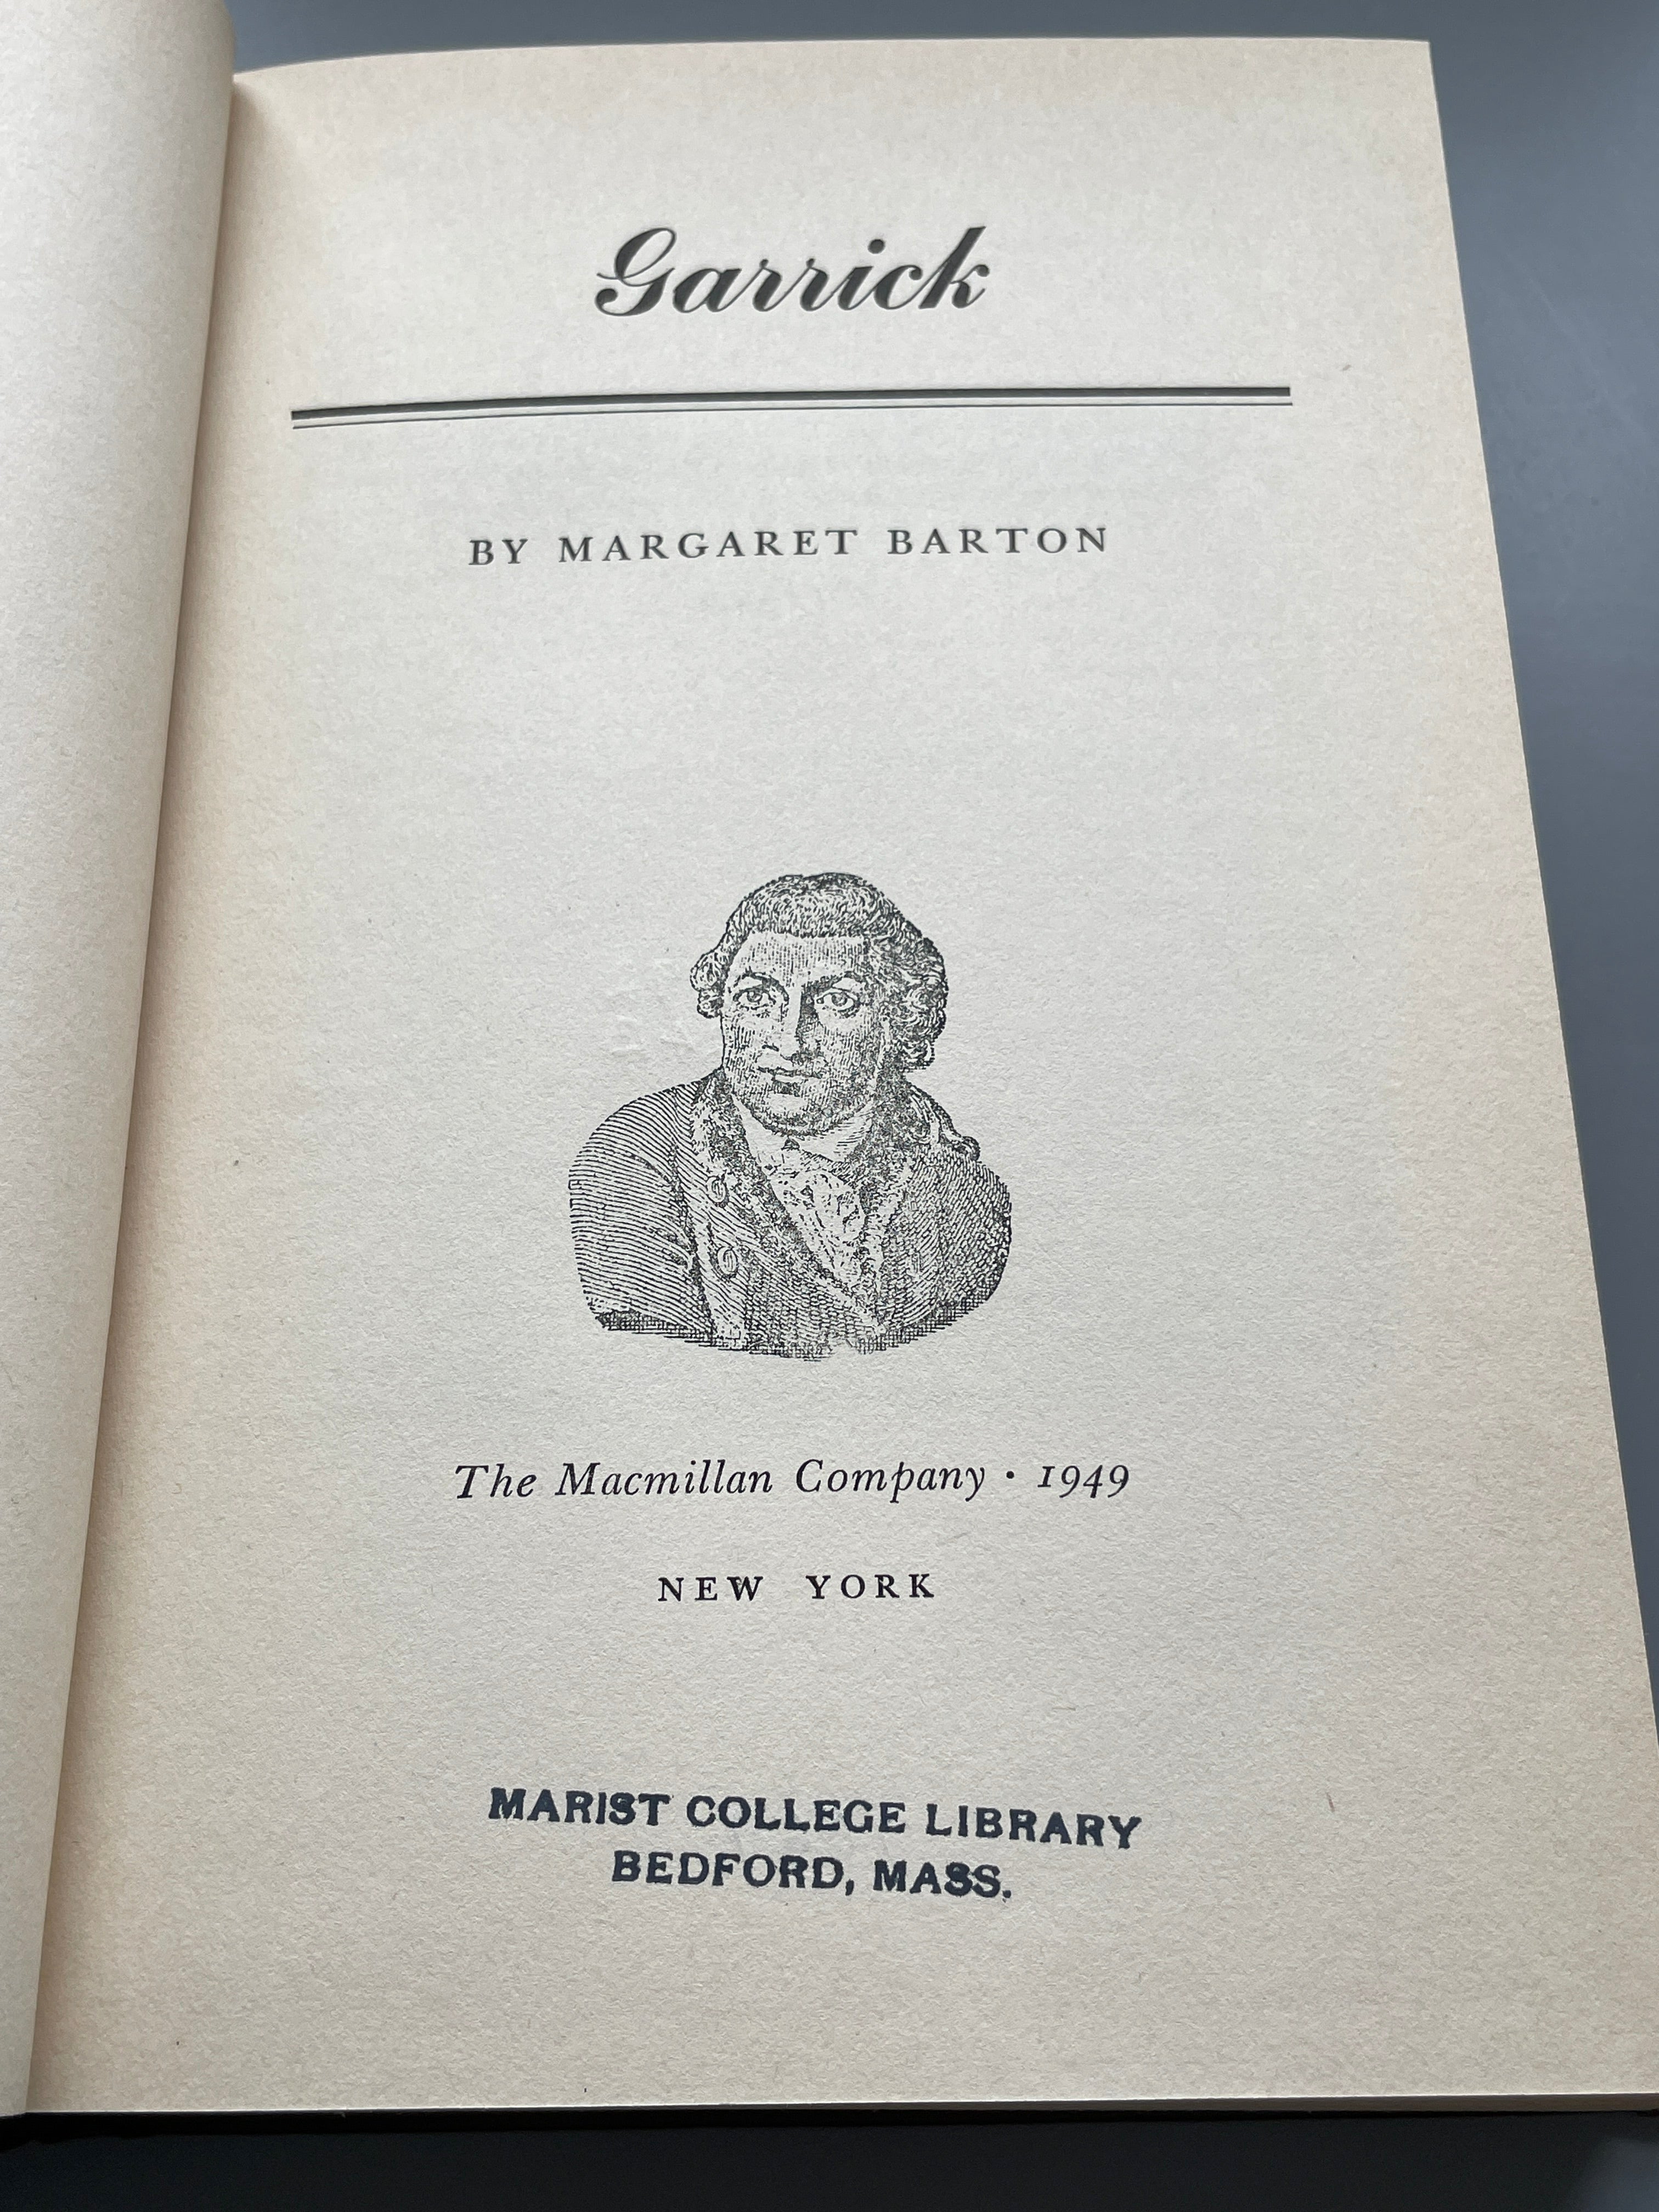 Garrick
BY MARGARET BARTON
The Macmillan Company · 1949
NEW YORK
MARIST COLLEGE LIBRARY
BEDFORD, MASS.